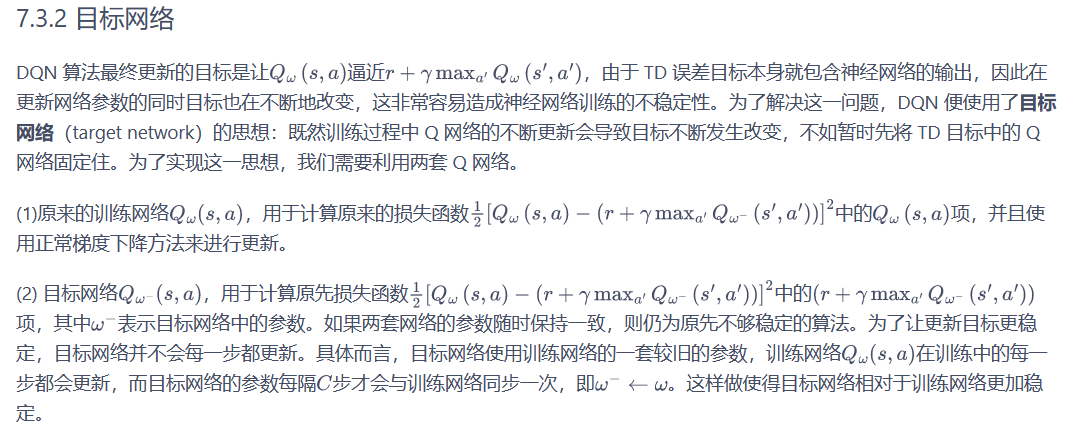 7.3.2 目标网络
DQN 算法最终更新的目标是让$Q_\omega(s,a)$逼近$r+\gamma\max_{a'}Q_\omega(s',a')$，由于 TD 误差目标本身就包含神经网络的输出，因此在
更新网络参数的同时目标也在不断地改变，这非常容易造成神经网络训练的不稳定性。为了解决这一问题，DQN 便使用了目标
网络（target network）的思想：既然训练过程中 Q 网络的不断更新会导致目标不断发生改变，不如暂时先将 TD 目标中的 Q
网络固定住。为了实现这一思想，我们需要利用两套 Q 网络。
(1)原来的训练网络$Q_\omega(s,a)$，用于计算原来的损失函数$\frac{1}{2}[Q_\omega(s,a)-(r+\gamma\max_{a'}Q_{\omega^-}(s',a'))]^2$中的$Q_\omega(s,a)$项，并且使
用正常梯度下降方法来进行更新。
(2) 目标网络$Q_{\omega^-}(s,a)$，用于计算原先损失函数$\frac{1}{2}[Q_\omega(s,a)-(r+\gamma\max_{a'}Q_{\omega^-}(s',a'))]^2$中的$(r+\gamma\max_{a'}Q_{\omega^-}(s',a'))$
项，其中$\omega^-$表示目标网络中的参数。如果两套网络的参数随时保持一致，则仍为原先不够稳定的算法。为了让更新目标更稳
定，目标网络并不会每一步都更新。具体而言，目标网络使用训练网络的一套较旧的参数，训练网络$Q_\omega(s,a)$在训练中的每一
步都会更新，而目标网络的参数每隔$C$步才会与训练网络同步一次，即$\omega^-\leftarrow\omega$。这样做使得目标网络相对于训练网络更加稳
定。